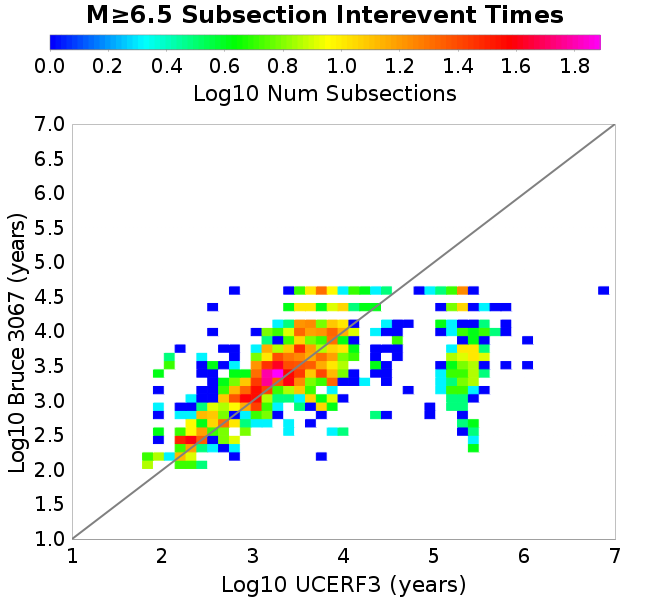 M≥6.5 Subsection Interevent Times
0.0 0.2 0.4 0.6 0.8 1.0 1.2 1.4 1.6 1.8
Log10 Num Subsections
Log10 Bruce 3067 (years)
7.0
6.5
6.0
5.5
5.0
4.5
4.0
3.5
3.0
2.5
2.0
1.5
1.0
1 2 3 4 5 6 7
Log10 UCERF3 (years)